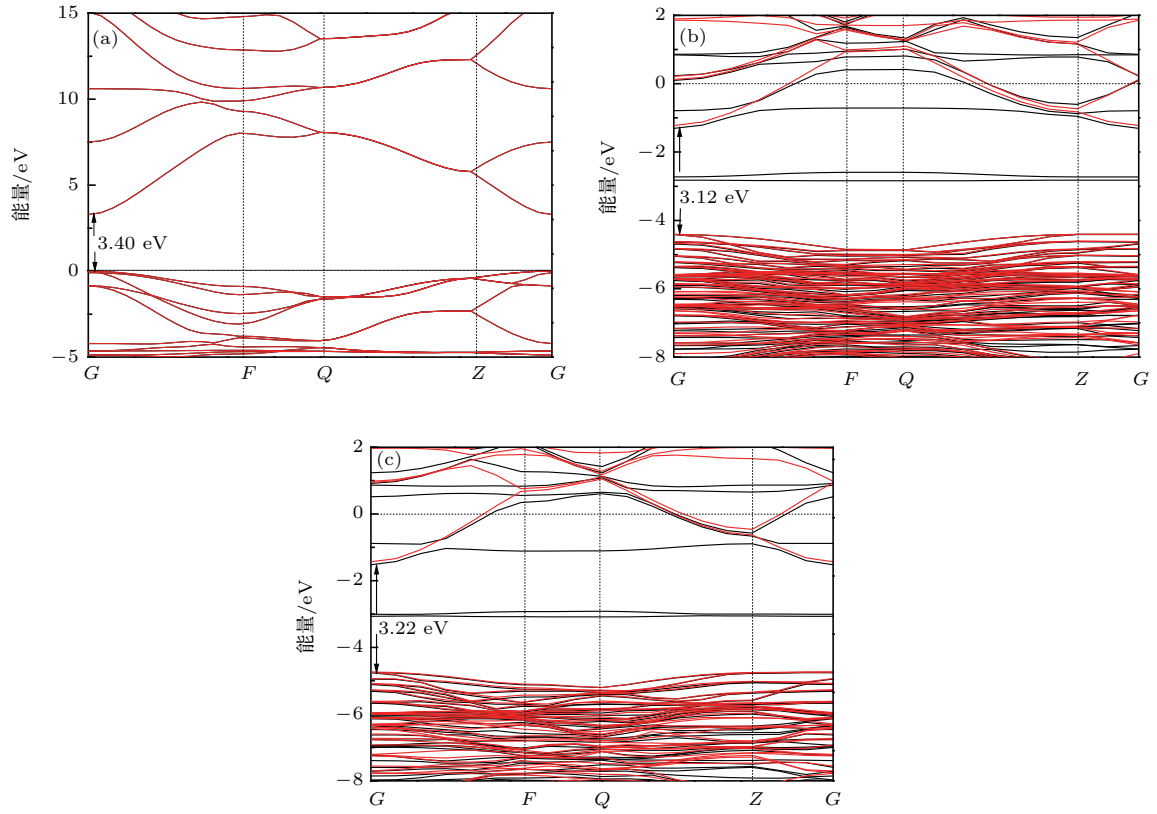 (a)
能量/eV
15
10
5
0
−5
3.40 eV
G F Q Z G
(b)
能量/eV
2
0
−2
−4
−6
−8
3.12 eV
G F Q Z G
(c)
能量/eV
2
0
−2
−4
−6
−8
3.22 eV
G F Q Z G